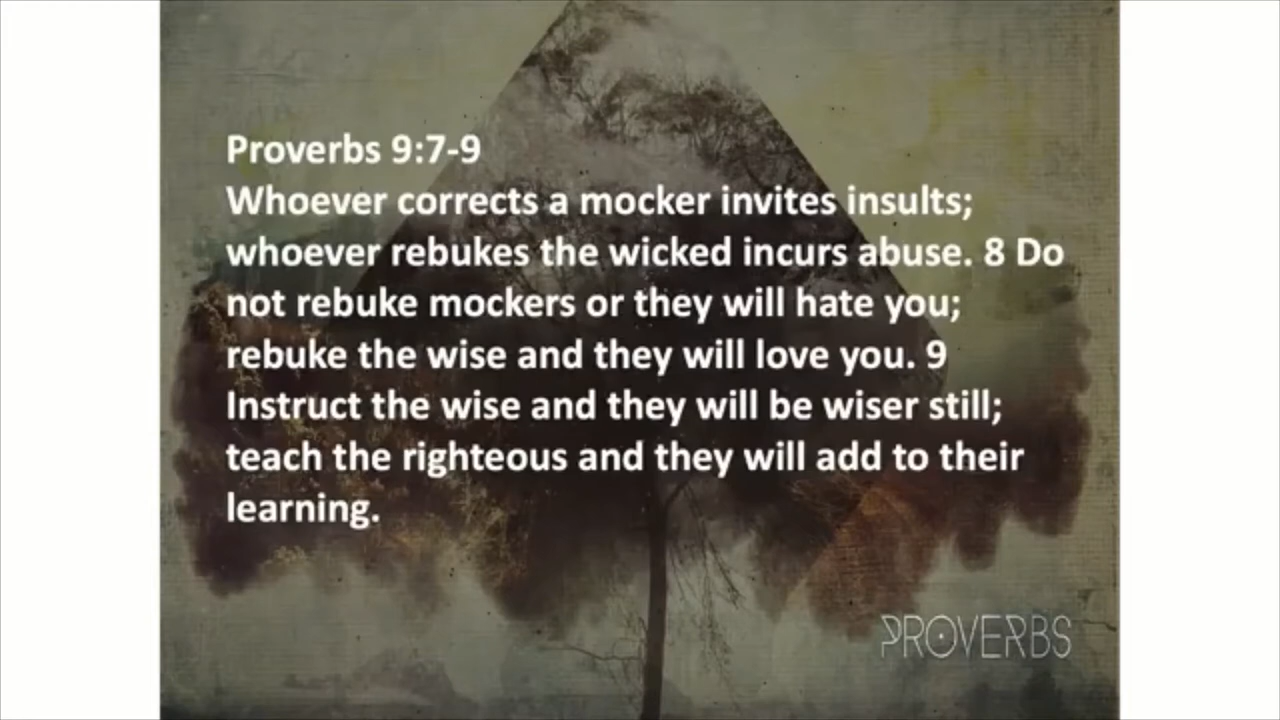 Proverbs 9:7-9
Whoever corrects a mocker invites insults;
whoever rebukes the wicked incurs abuse. 8 Do
not rebuke mockers or they will hate you;
rebuke the wise and they will love you. 9
Instruct the wise and they will be wiser still;
teach the righteous and they will add to their
learning.
PROVERBS